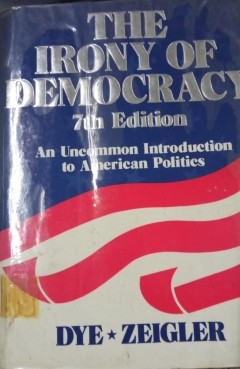 THE
IRONY OF
DEMOCRACY
7th Edition
An Uncommon Introduction
to American Politics
DYE ★ ZEIGLER